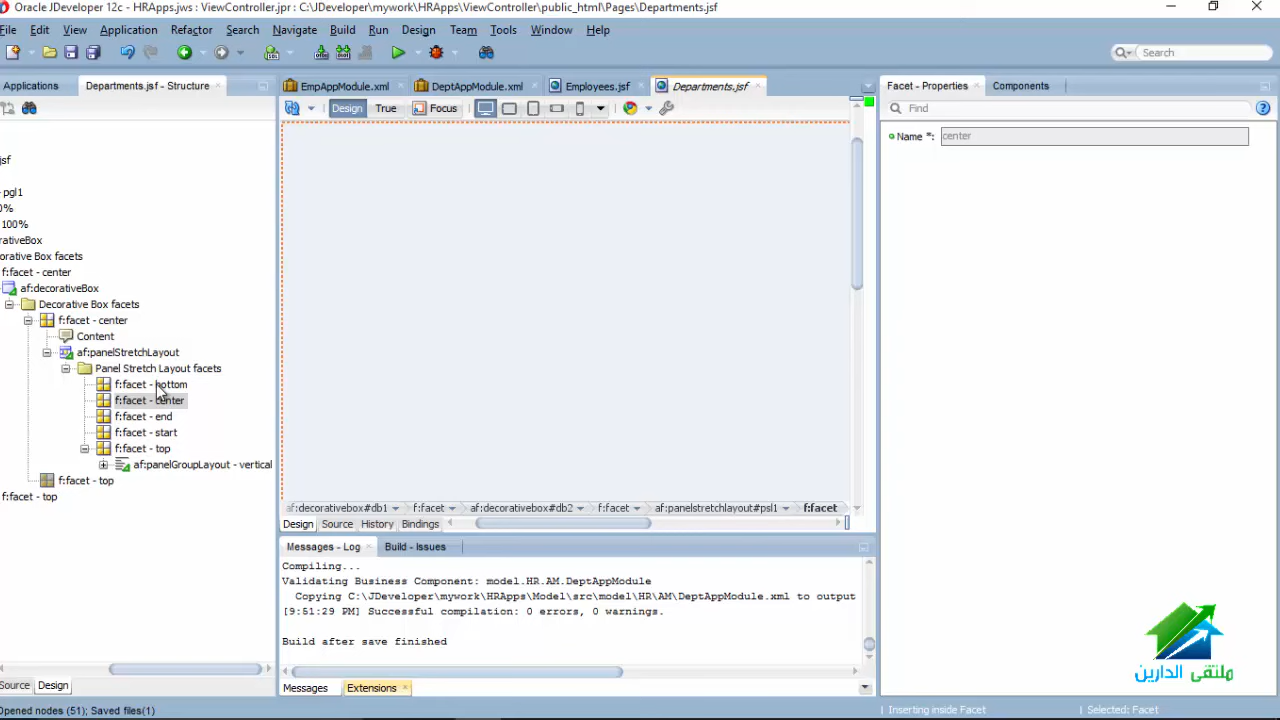 Oracle JDeveloper 12c - HRApps.jws : ViewController.jpr : C:\JDeveloper\mywork\HRApps\ViewController\public_html\Pages\Departments.jsf
File Edit View Application Refactor Search Navigate Build Run Design Team Tools Window Help
Search
Applications Departments.jsf - Structure
EmpAppModule.xml DeptAppModule.xml Employees.jsf Departments.jsf
Facet - Properties Components
Design True Focus
Find
Name *: center
jsf
- pgl1
0%
100%
orativeBox
orative Box facets
f:facet - center
af:decorativeBox
Decorative Box facets
f:facet - center
Content
af:panelStretchLayout
Panel Stretch Layout facets
f:facet - bottom
f:facet - center
f:facet - end
f:facet - start
f:facet - top
af:panelGroupLayout - vertical
f:facet - top
f:facet - top
af:decorativebox#db1 f:facet af:decorativebox#db2 f:facet af:panelstretchlayout#psl1 f:facet
Design Source History Bindings
Messages - Log Build - Issues
Compiling...
Validating Business Component: model.HR.AM.DeptAppModule
Copying C:\JDeveloper\mywork\HRApps\Model\src\model\HR\AM\DeptAppModule.xml to output
[9:51:29 PM] Successful compilation: 0 errors, 0 warnings.
Build after save finished
Source Design
Messages Extensions
ملتقى الدارين
Opened nodes (51); Saved files(1)
Inserting inside Facet
Selected: Facet